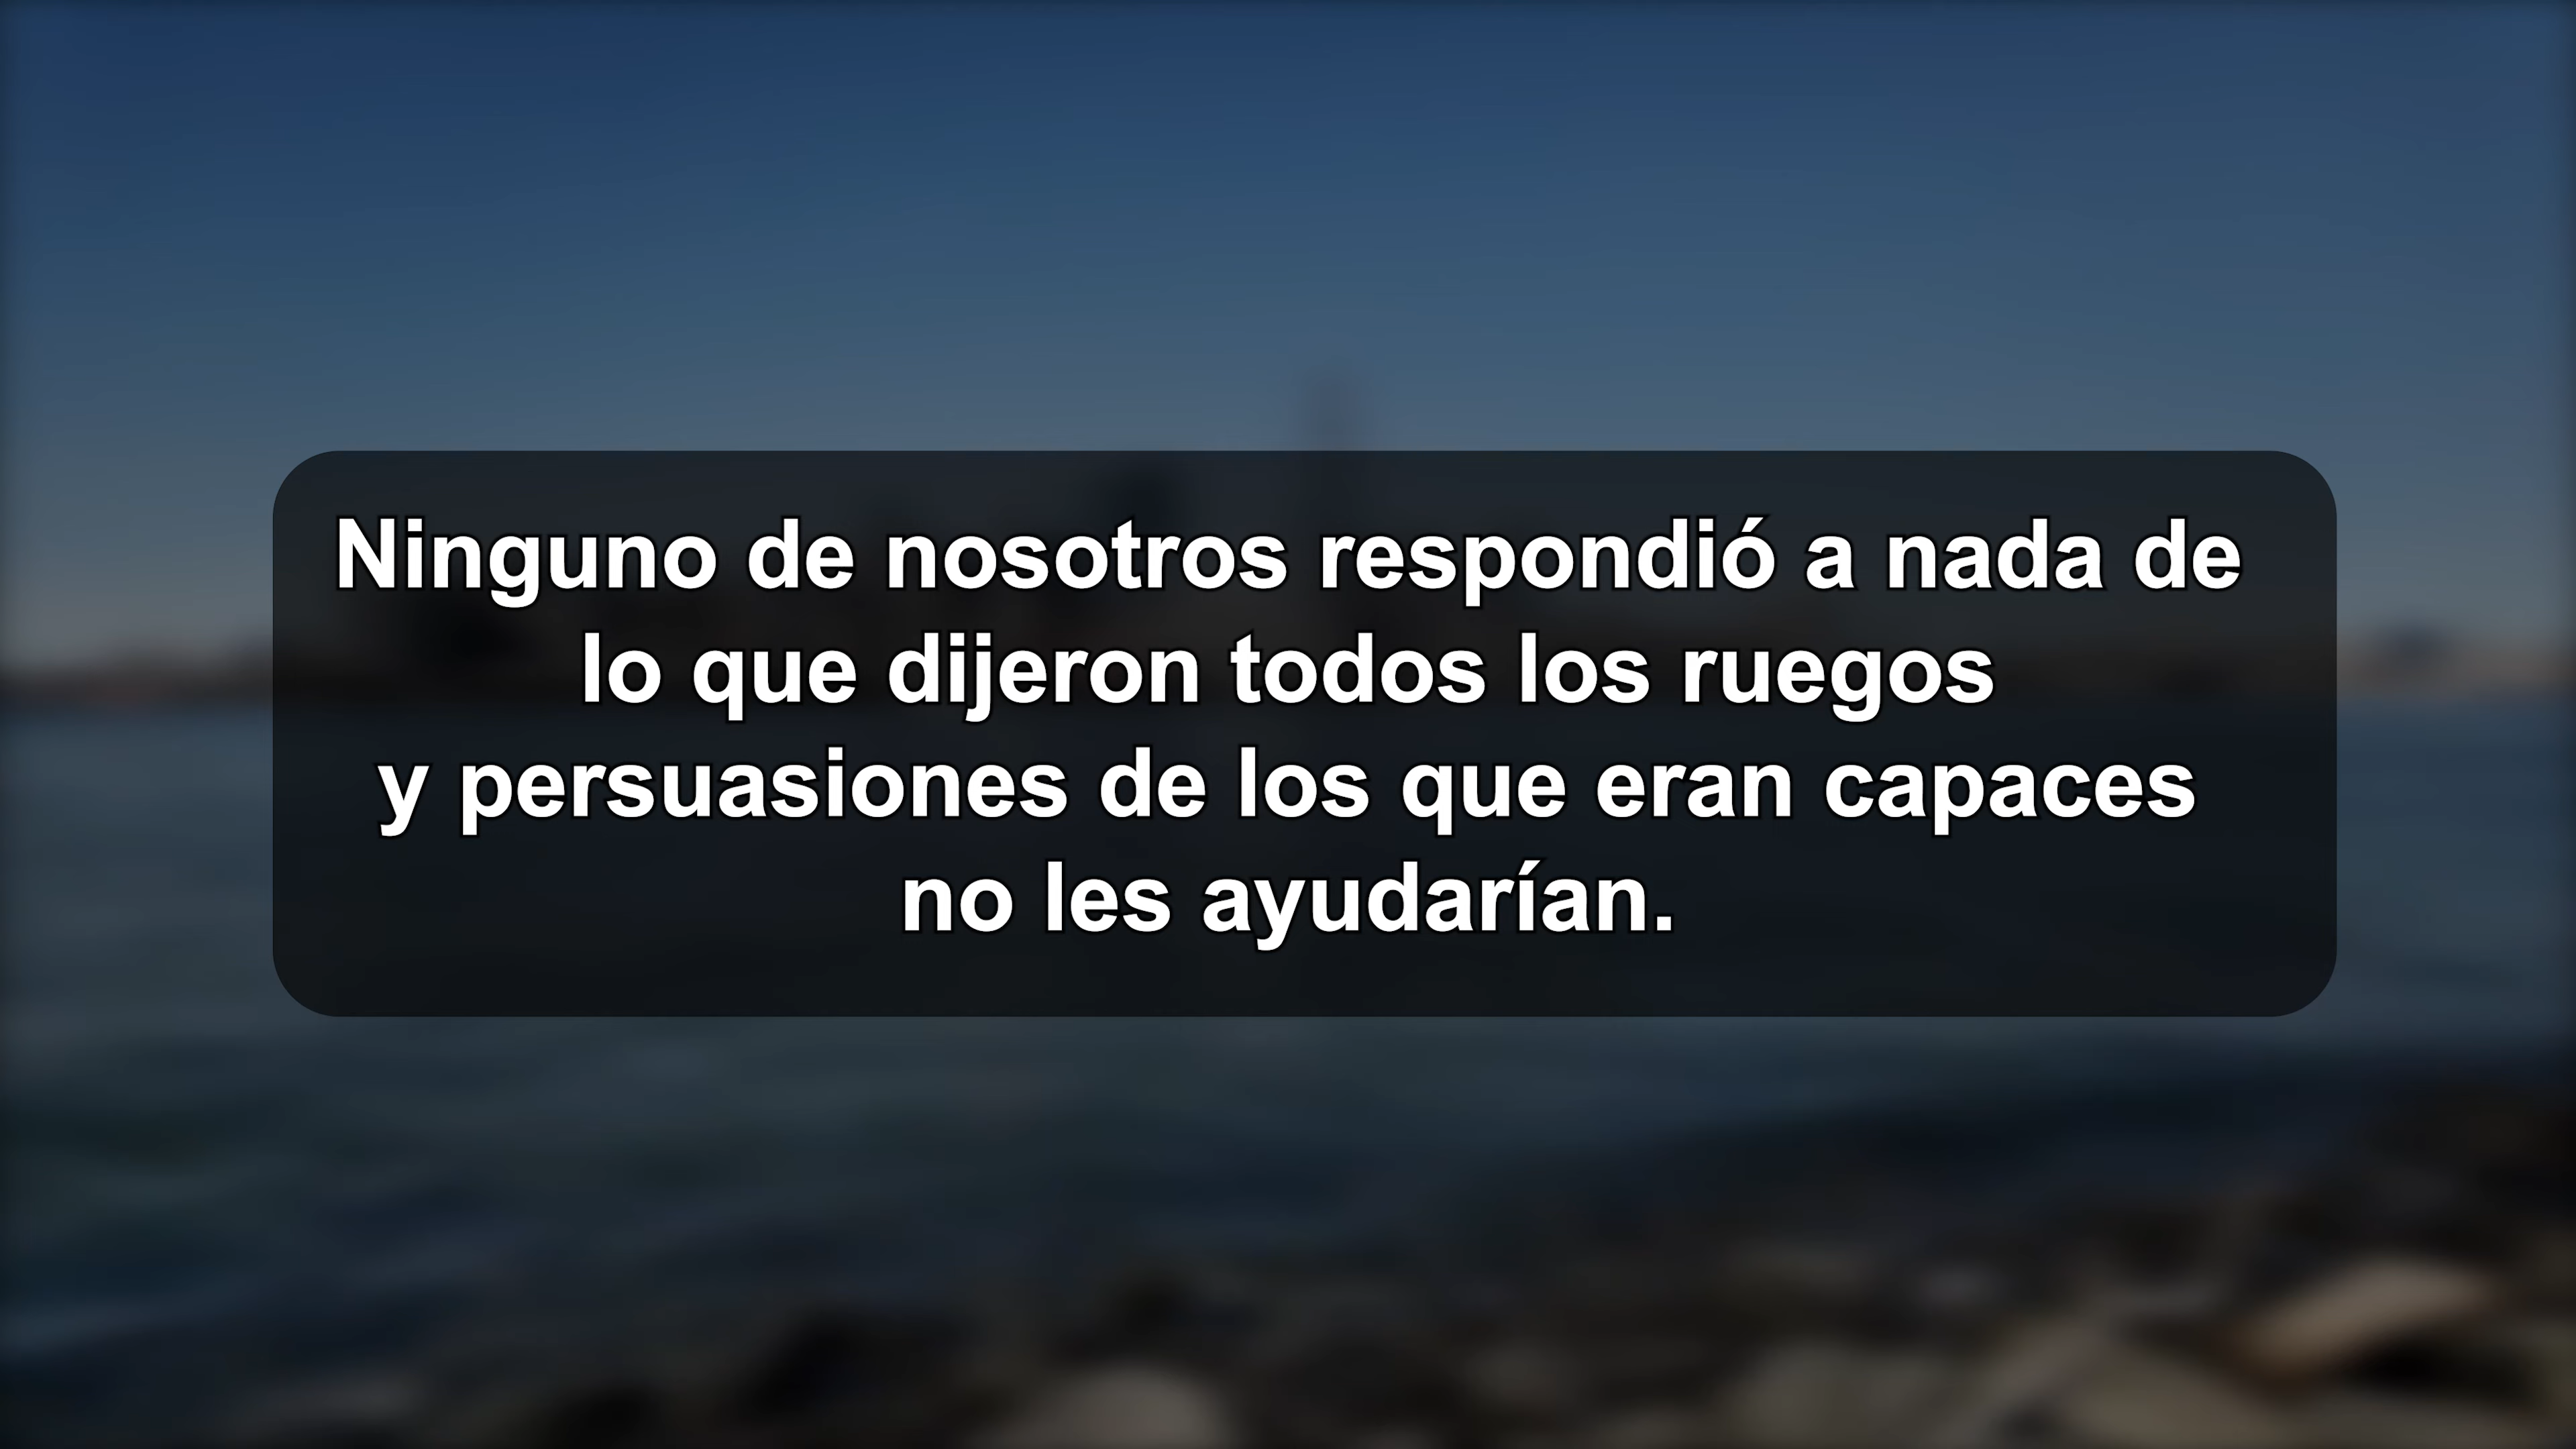 Ninguno de nosotros respondió a nada de
lo que dijeron todos los ruegos
y persuasiones de los que eran capaces
no les ayudarían.